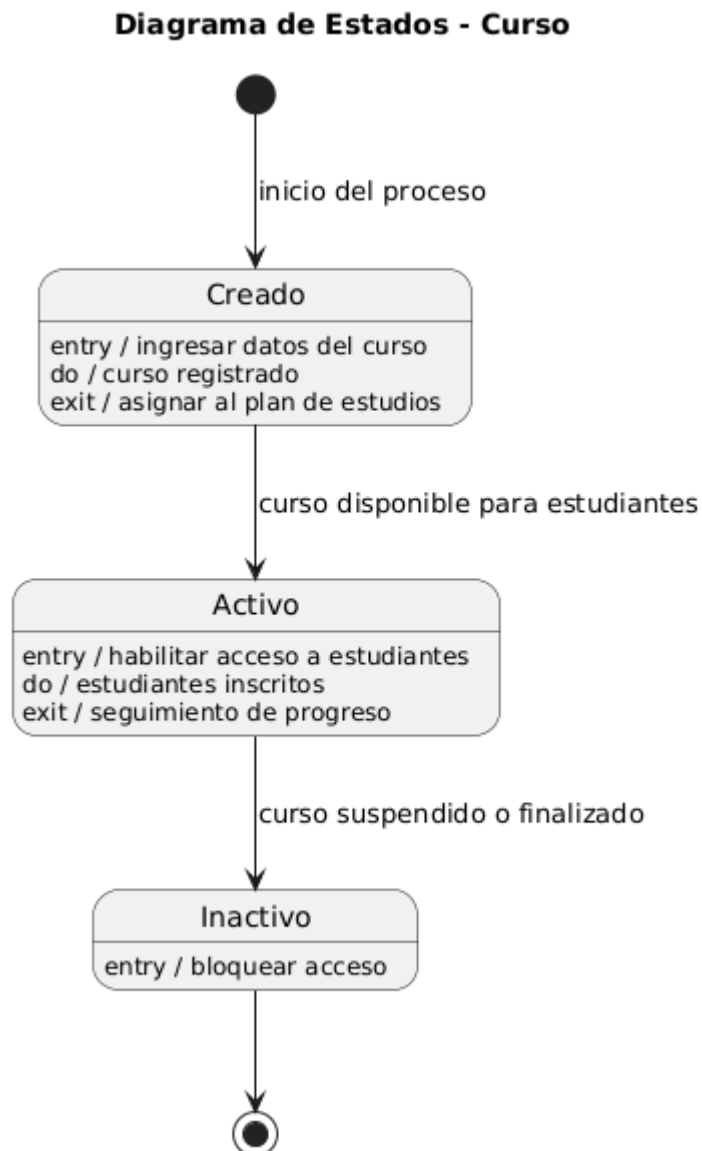 Diagrama de Estados - Curso
inicio del proceso
Creado
entry / ingresar datos del curso
do / curso registrado
exit / asignar al plan de estudios
curso disponible para estudiantes
Activo
entry / habilitar acceso a estudiantes
do / estudiantes inscritos
exit / seguimiento de progreso
curso suspendido o finalizado
Inactivo
entry / bloquear acceso